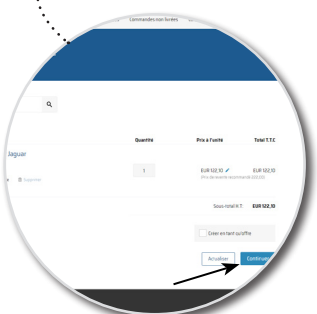 Commandes non livrées
Quantité Prix à l'unité Total T.T.C
Jaguar
1 EUR 122,10 EUR 122,10
Supprimer
Sous-total H.T. EUR 122,10
Créer en tant qu'offre
Actualiser Continuer